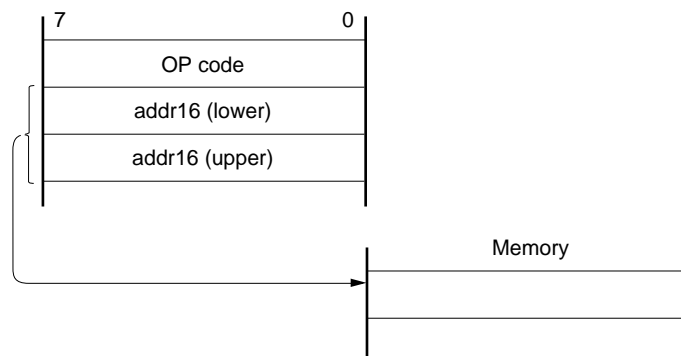 7 0
OP code
addr16 (lower)
addr16 (upper)
Memory